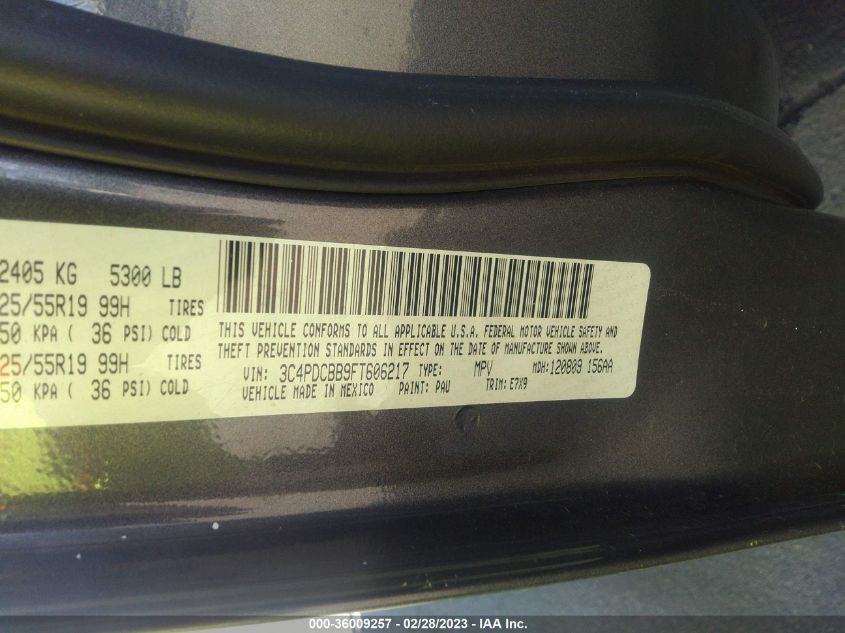 2405 KG 5300 LB
25/55R19 99H TIRES
50 KPA ( 36 PSI) COLD
25/55R19 99H TIRES
50 KPA ( 36 PSI) COLD
THIS VEHICLE CONFORMS TO ALL APPLICABLE U.S.A. FEDERAL MOTOR VEHICLE SAFETY AND
THEFT PREVENTION STANDARDS IN EFFECT ON THE DATE OF MANUFACTURE SHOWN ABOVE.
VIN: 3C4PDCBB9FT606217 TYPE: MPV MDH:120809 156AA
VEHICLE MADE IN MEXICO PAINT: PAU TRIM: E7X9
000-36009257 - 02/28/2023 - IAA Inc.